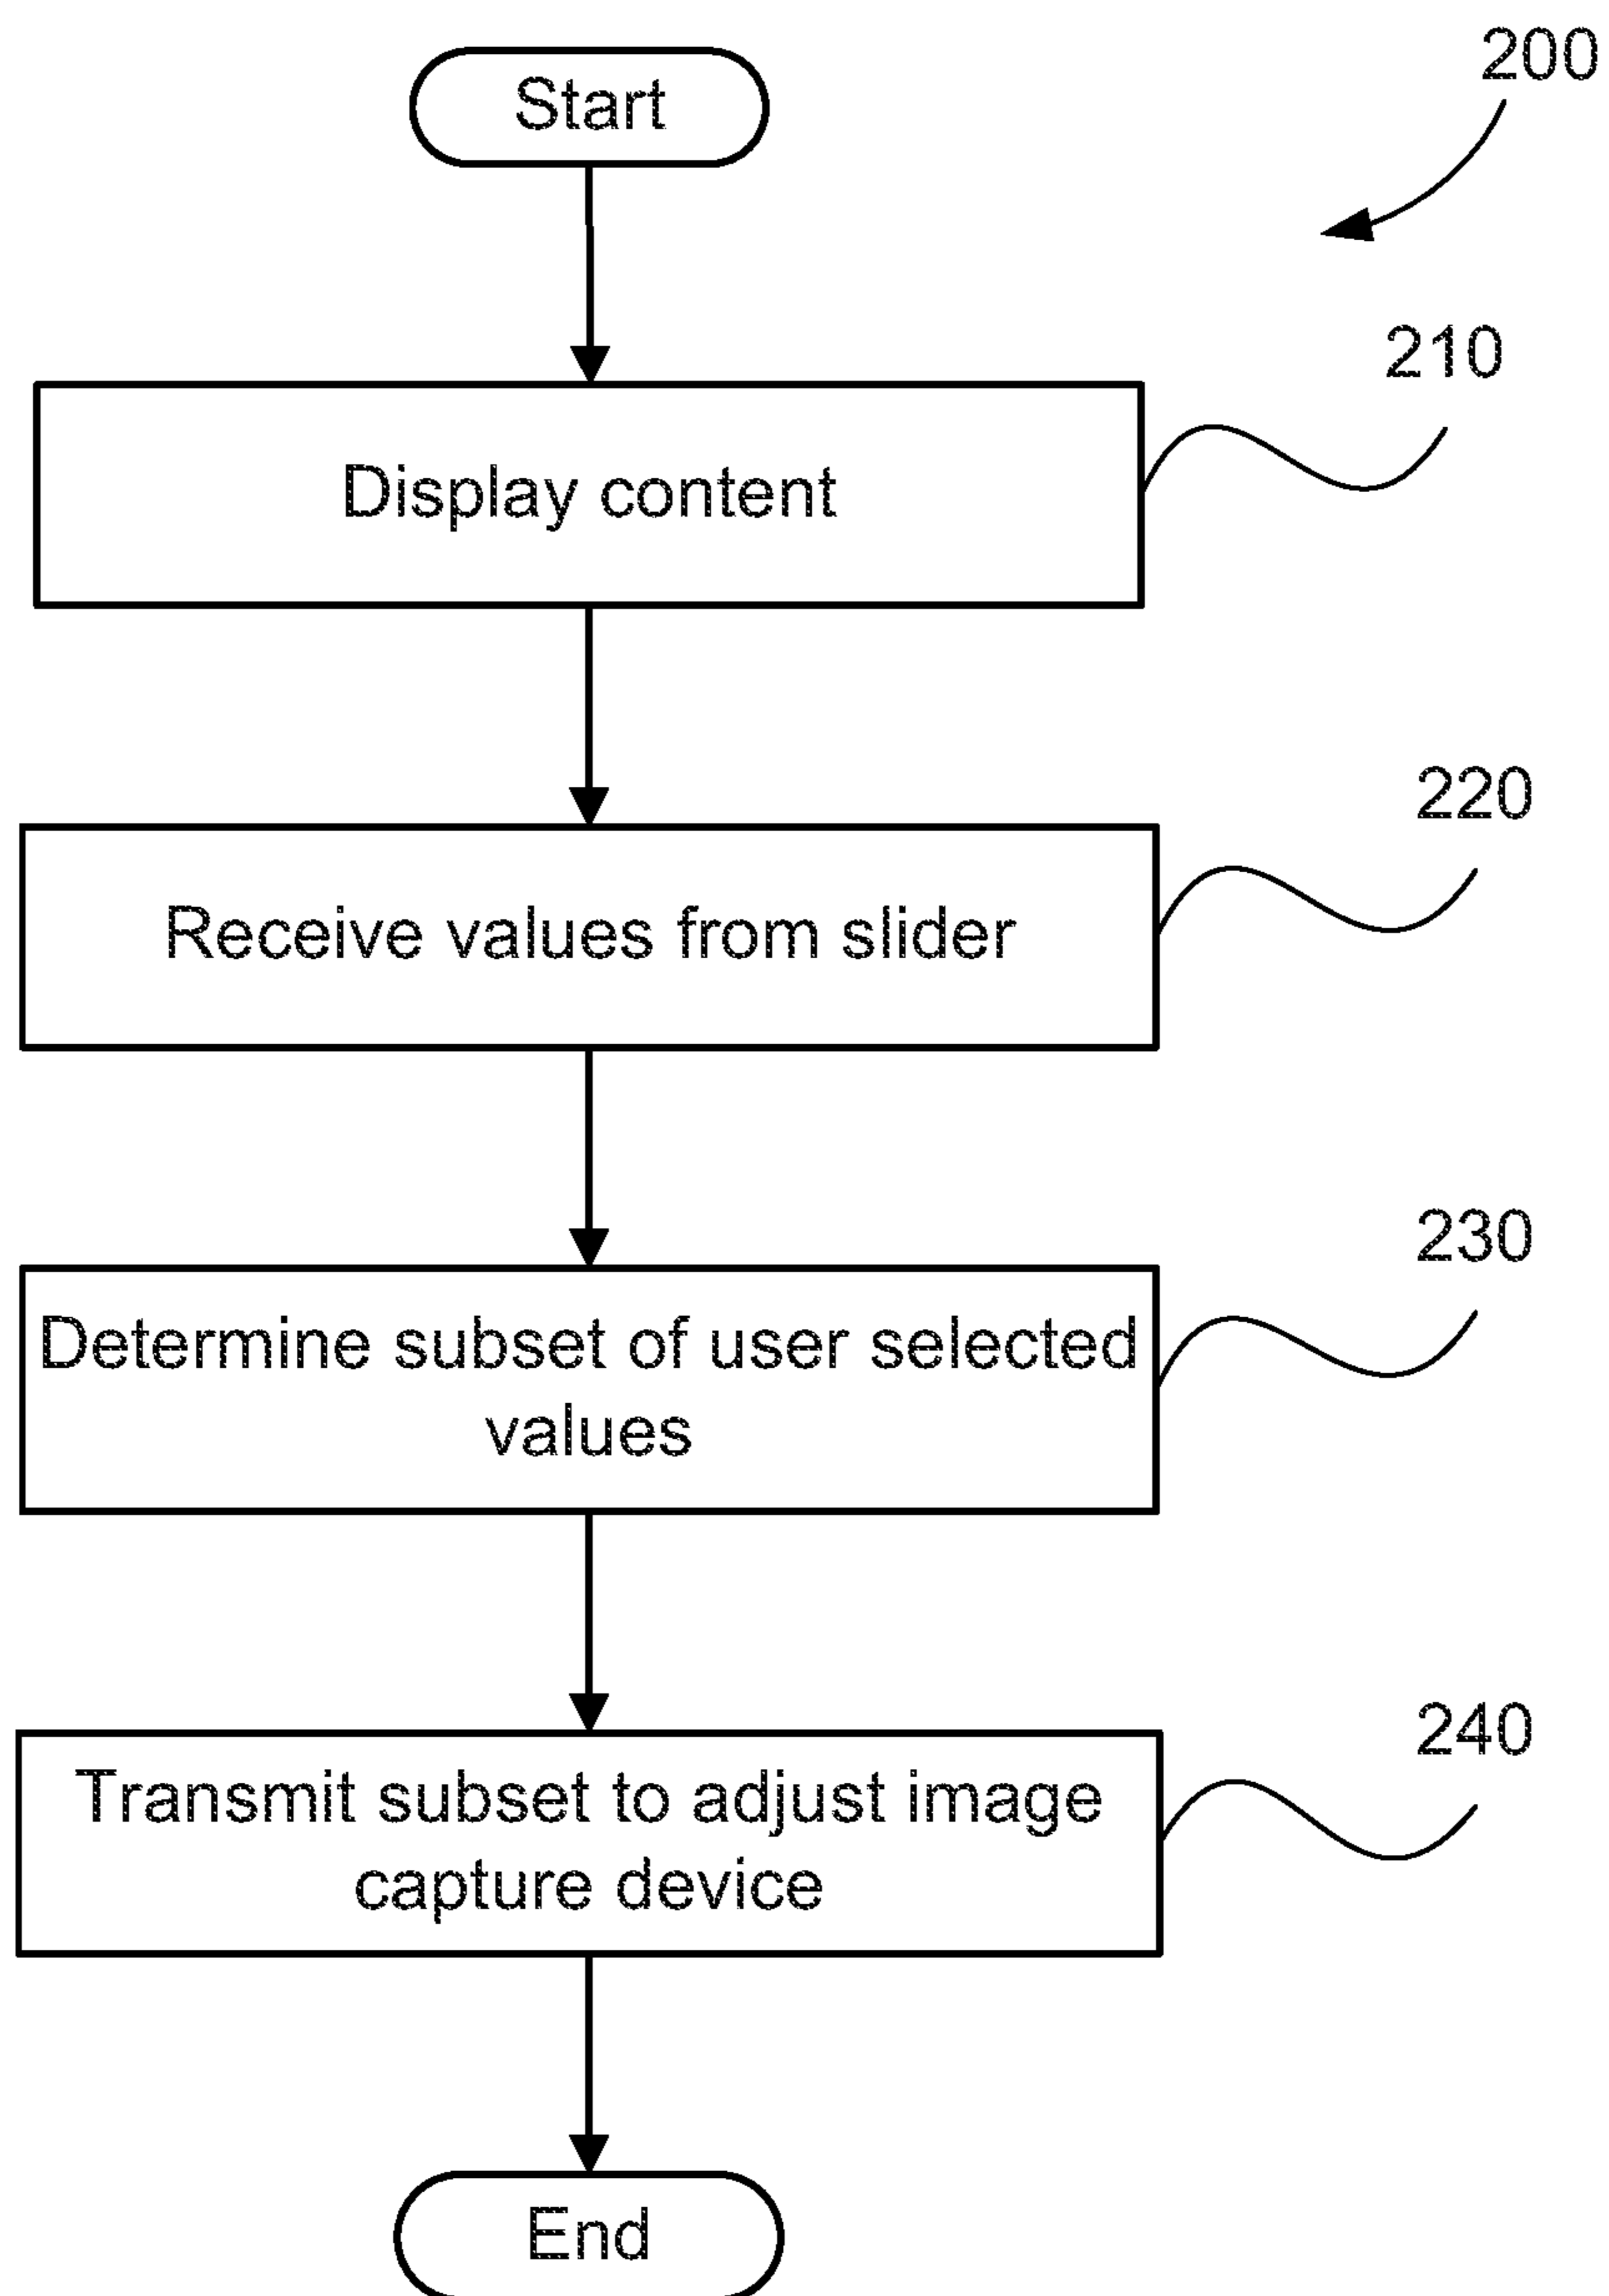 200
Start
210
Display content
220
Receive values from slider
230
Determine subset of user selected
values
240
Transmit subset to adjust image
capture device
End